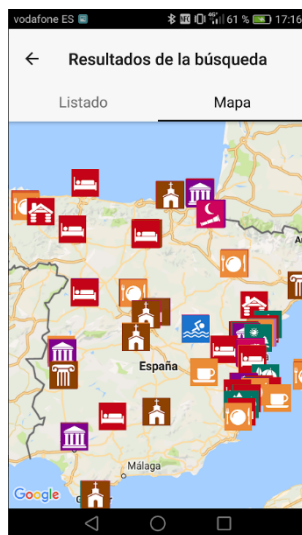 vodafone ES 61 % 17:16
Resultados de la búsqueda
Listado Mapa
España
Málaga
Google